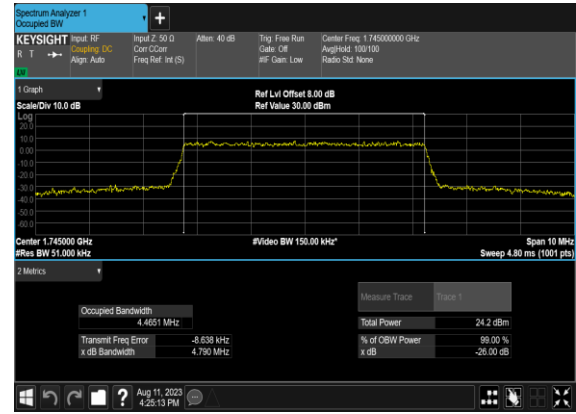 Spectrum Analyzer 1
Occupied BW
+
KEYSIGHT Input: RF Input Z: 50 Ω Atten: 40 dB Trig: Free Run Center Freq: 1.745000000 GHz
R T Coupling: DC Corr CCorr Gate: Off Avg|Hold: 100/100
Align: Auto Freq Ref: Int (S) #IF Gain: Low Radio Std: None
LXI
1 Graph
Ref Lvl Offset 8.00 dB
Scale/Div 10.0 dB Ref Value 30.00 dBm
Log
20.0
10.0
0.00
-10.0
-20.0
-30.0
-40.0
-50.0
-60.0
Center 1.745000 GHz #Video BW 150.00 kHz* Span 10 MHz
#Res BW 51.000 kHz Sweep 4.80 ms (1001 pts)
2 Metrics
Measure Trace Trace 1
Occupied Bandwidth
4.4651 MHz
Total Power 24.2 dBm
Transmit Freq Error -8.638 kHz % of OBW Power 99.00 %
x dB Bandwidth 4.790 MHz x dB -26.00 dB
?
Aug 11, 2023
4:25:13 PM